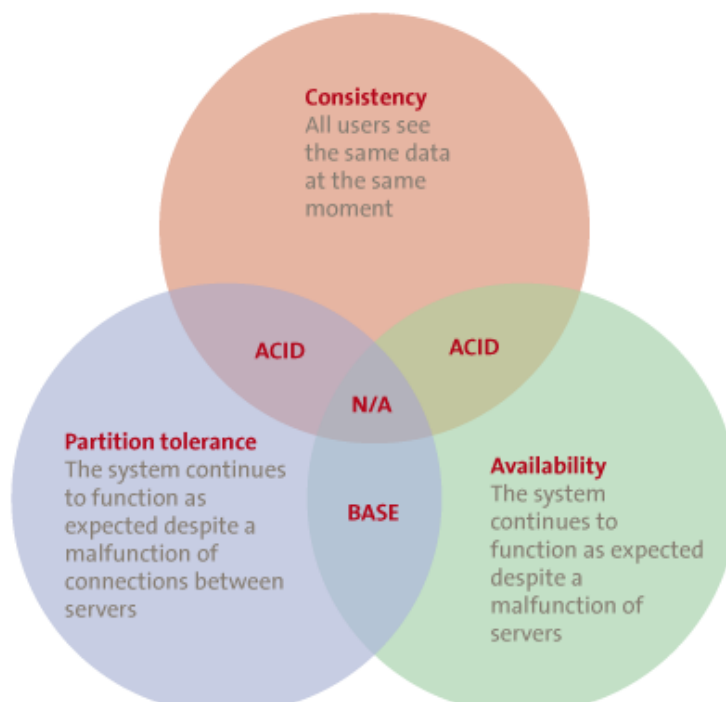 Consistency
All users see
the same data
at the same
moment
ACID
ACID
N/A
Partition tolerance
The system continues
to function as
expected despite a
malfunction of
connections between
servers
BASE
Availability
The system
continues to
function as expected
despite a
malfunction of
servers